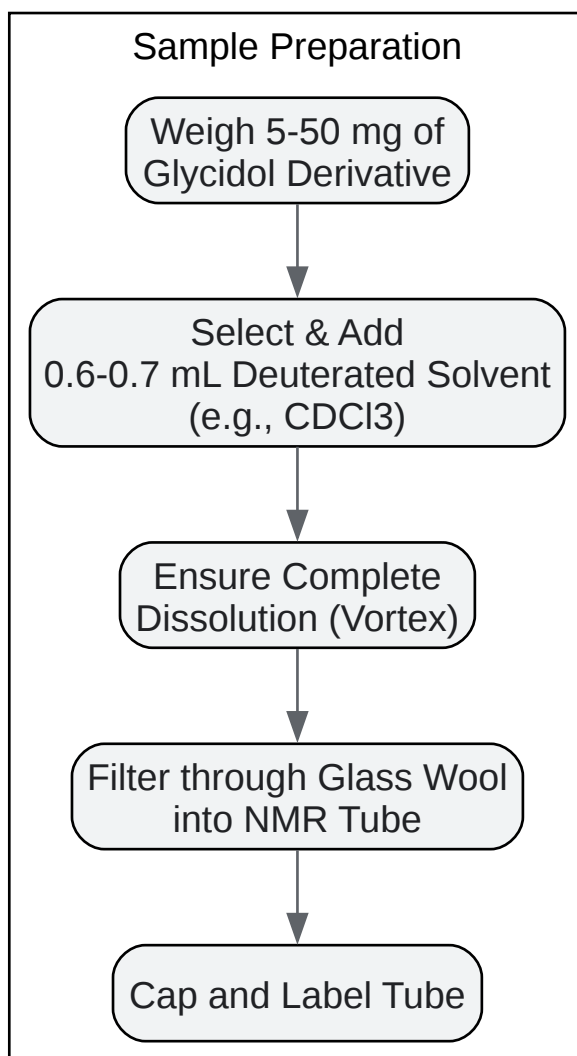 Sample Preparation
Weigh 5-50 mg of
Glycidol Derivative
Select & Add
0.6-0.7 mL Deuterated Solvent
(e.g., CDCl3)
Ensure Complete
Dissolution (Vortex)
Filter through Glass Wool
into NMR Tube
Cap and Label Tube